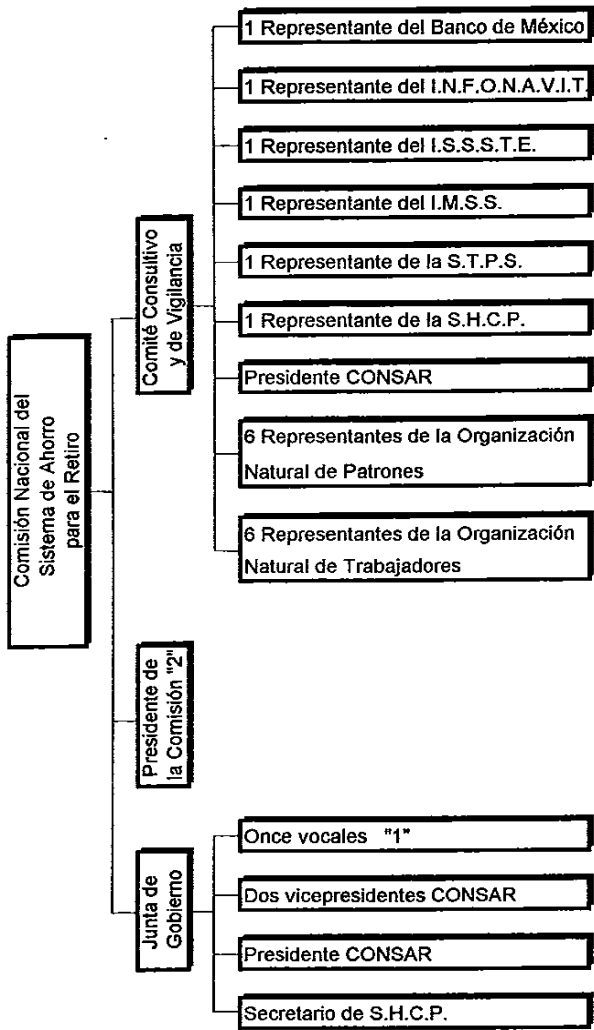 Comisión Nacional del
Sistema de Ahorro
para el Retiro
Comité Consultivo
y de Vigilancia
1 Representante del Banco de México
1 Representante del I.N.F.O.N.A.V.I.T.
1 Representante del I.S.S.S.T.E.
1 Representante del I.M.S.S.
1 Representante de la S.T.P.S.
1 Representante de la S.H.C.P.
Presidente CONSAR
6 Representantes de la Organización
Natural de Patrones
6 Representantes de la Organización
Natural de Trabajadores
Presidente de
la Comisión "2"
Junta de
Gobierno
Once vocales "1"
Dos vicepresidentes CONSAR
Presidente CONSAR
Secretario de S.H.C.P.